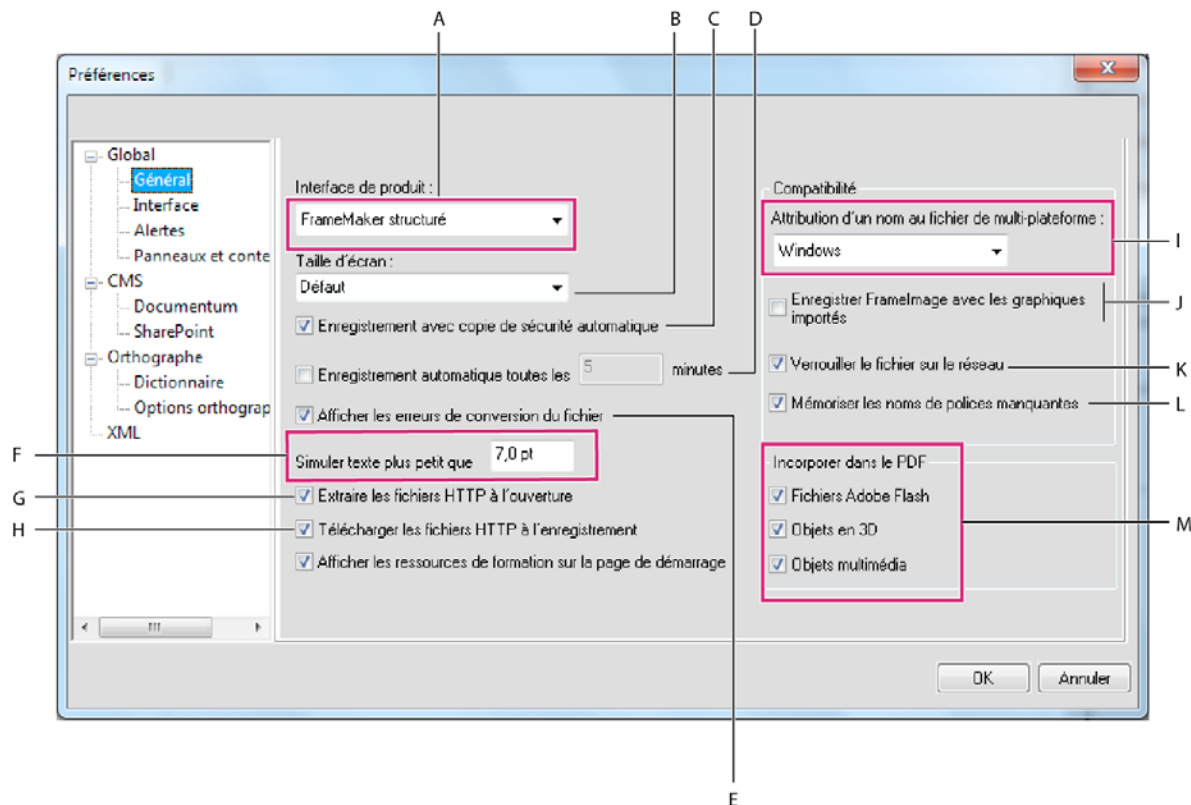 A
B
C
D
Préférences
Global
Général
Interface
Alertes
Panneaux et conte
CMS
Documentum
SharePoint
Orthographe
Dictionnaire
Options orthograp
XML
Interface de produit :
FrameMaker structuré
Taille d'écran :
Défaut
Enregistrement avec copie de sécurité automatique
Enregistrement automatique toutes les 5 minutes
Afficher les erreurs de conversion du fichier
F
Simuler texte plus petit que 7,0 pt
G
Extraire les fichiers HTTP à l'ouverture
H
Télécharger les fichiers HTTP à l'enregistrement
Afficher les ressources de formation sur la page de démarrage
Compatibilité
Attribution d'un nom au fichier de multi-plateforme :
Windows
I
Enregistrer FrameImage avec les graphiques
importés
J
Verrouiller le fichier sur le réseau
K
Mémoriser les noms de polices manquantes
L
Incorporer dans le PDF
Fichiers Adobe Flash
Objets en 3D
M
Objets multimédia
OK
Annuler
E